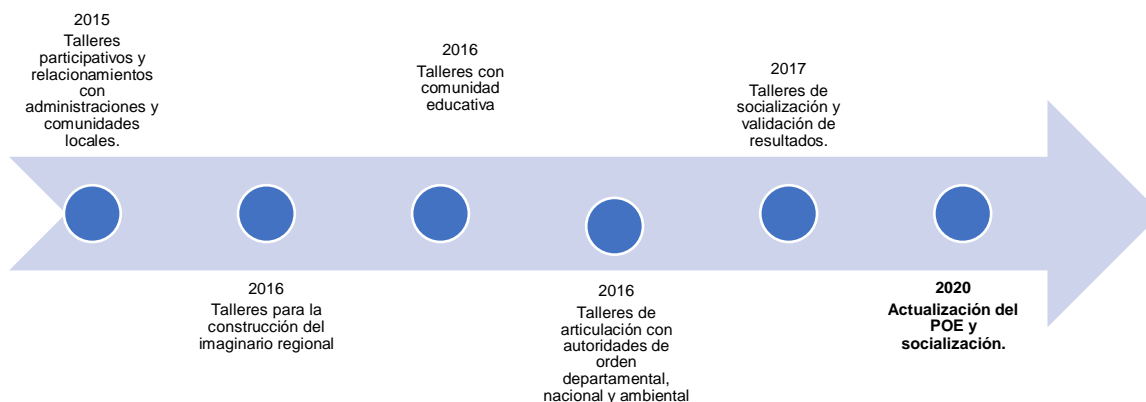 2015
Talleres
participativos y
relacionamientos
con
administraciones y
comunidades
locales.
2016
Talleres para la
construcción del
imaginario regional
2016
Talleres con
comunidad
educativa
2016
Talleres de
articulación con
autoridades de
orden
departamental,
nacional y ambiental
2017
Talleres de
socialización y
validación de
resultados.
2020
Actualización del
POE y
socialización.